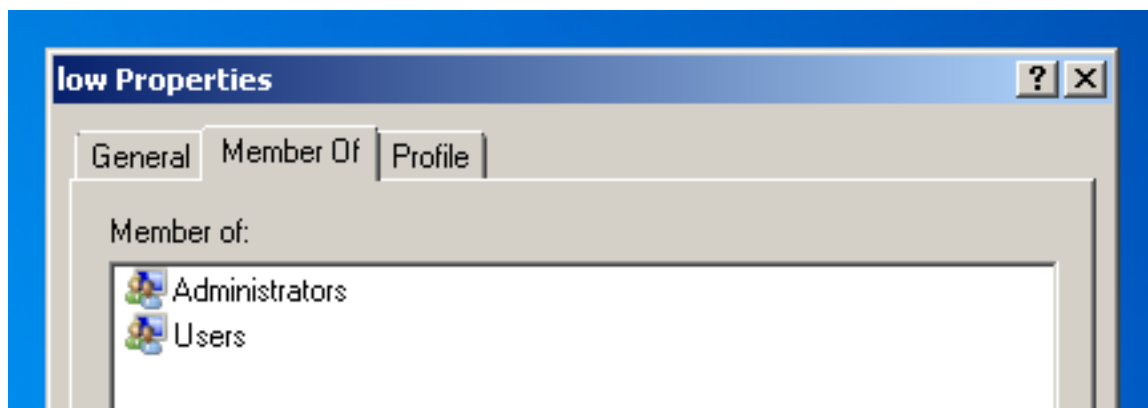 low Properties
? X
General Member Of Profile
Member of:
Administrators
Users